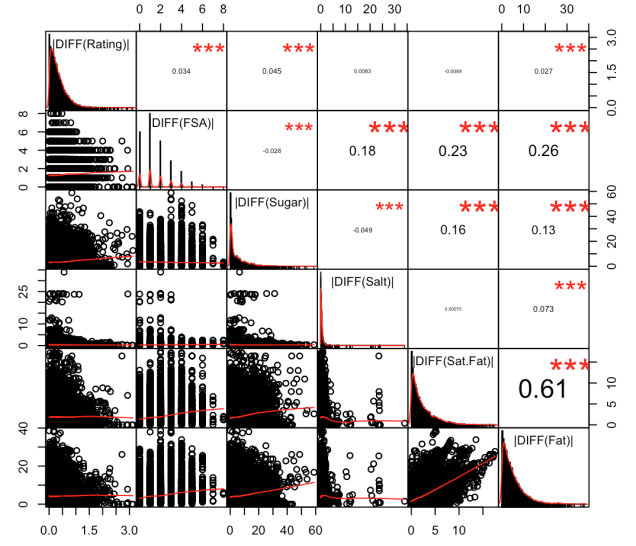 0 2 4 6 8
0 10 20 30
0 10 30
|DIFF(Rating)|
***
0.034
***
0.045
0.0083
***
0.027
0.0 1.5 3.0
0 2 4 6 8
|DIFF(FSA)|
***
-0.028
***
0.18
***
0.23
***
0.26
|DIFF(Sugar)|
***
-0.049
***
0.16
***
0.13
0 20 40 60
0 10 25
|DIFF(Salt)|
0.00075
***
0.073
|DIFF(Sat.Fat)|
***
0.61
0 5 10 15
0 20 40
|DIFF(Fat)|
0.0 1.5 3.0
0 20 40 60
0 5 10